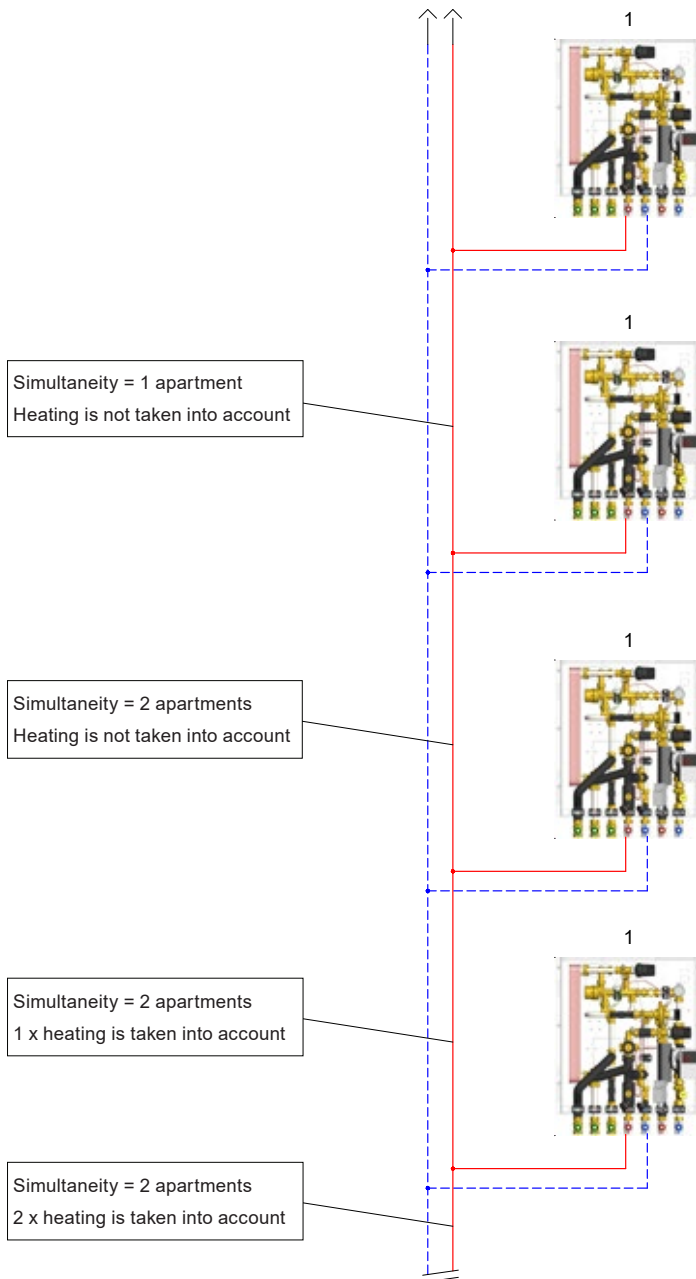 1
1
Simultaneity = 1 apartment
Heating is not taken into account
1
Simultaneity = 2 apartments
Heating is not taken into account
1
Simultaneity = 2 apartments
1 x heating is taken into account
Simultaneity = 2 apartments
2 x heating is taken into account